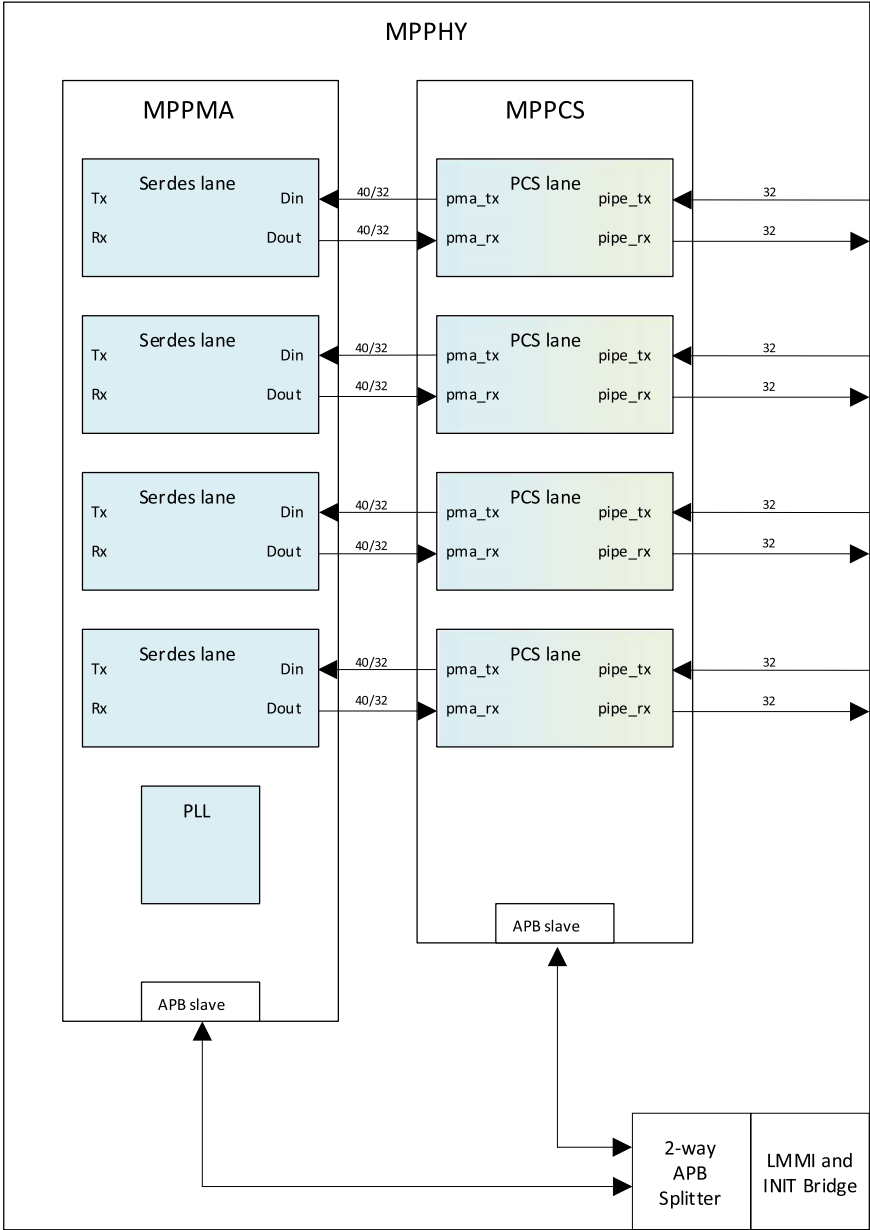 MPPHY
MPPMA
MPPCS
Serdes lane
Tx
Din
Rx
Dout
40/32
40/32
PCS lane
pma_tx
pipe_tx
pma_rx
pipe_rx
32
32
Serdes lane
Tx
Din
Rx
Dout
40/32
40/32
PCS lane
pma_tx
pipe_tx
pma_rx
pipe_rx
32
32
Serdes lane
Tx
Din
Rx
Dout
40/32
40/32
PCS lane
pma_tx
pipe_tx
pma_rx
pipe_rx
32
32
Serdes lane
Tx
Din
Rx
Dout
40/32
40/32
PCS lane
pma_tx
pipe_tx
pma_rx
pipe_rx
32
32
PLL
APB slave
APB slave
2-way
APB
Splitter
LMMI and
INIT Bridge